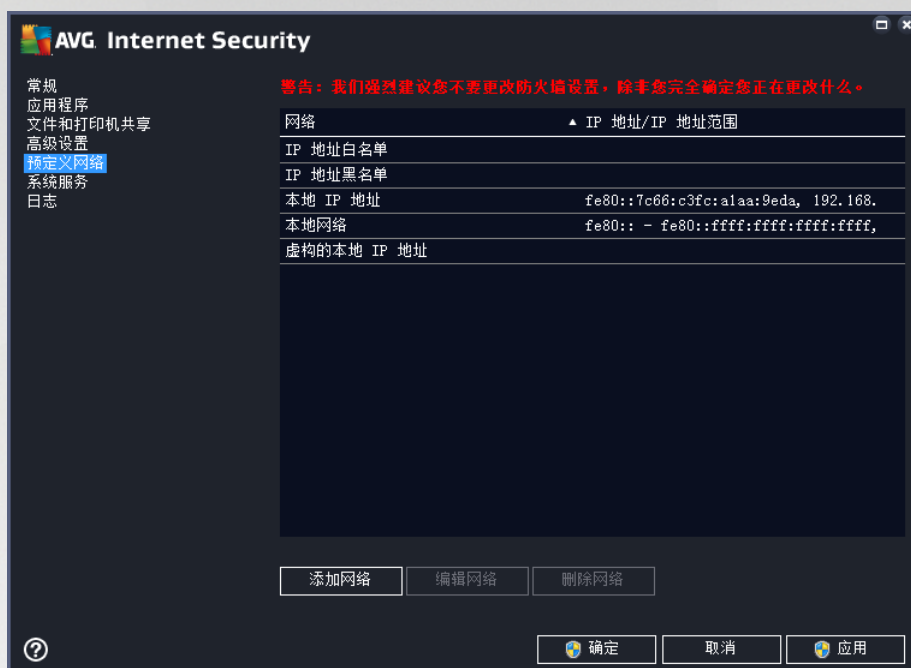 AVG Internet Security
常规
应用程序
文件和打印机共享
高级设置
预定义网络
系统服务
日志
警告：我们强烈建议您不要更改防火墙设置，除非您完全确定您正在更改什么。
网络 ▲ IP 地址/IP 地址范围
IP 地址白名单
IP 地址黑名单
本地 IP 地址 fe80::7c66:c3fc:a1aa:9eda, 192.168.
本地网络 fe80:: - fe80::ffff:ffff:ffff:ffff,
虚构的本地 IP 地址
添加网络 编辑网络 删除网络
? 确定 取消 应用